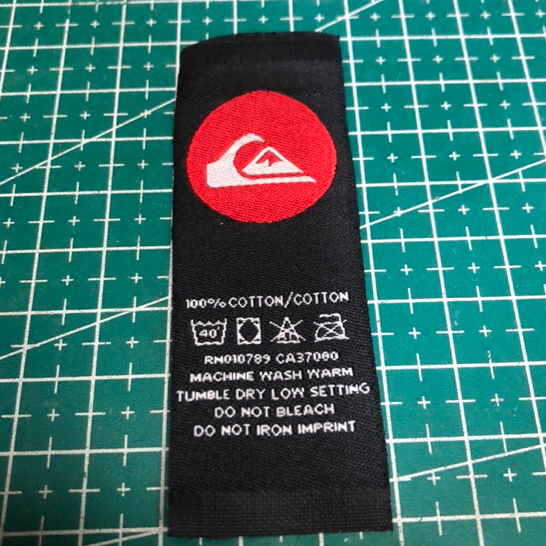 100% COTTON/COTTON
40°
RN010789 CA37080
MACHINE WASH WARM
TUMBLE DRY LOW SETTING
DO NOT BLEACH
DO NOT IRON IMPRINT